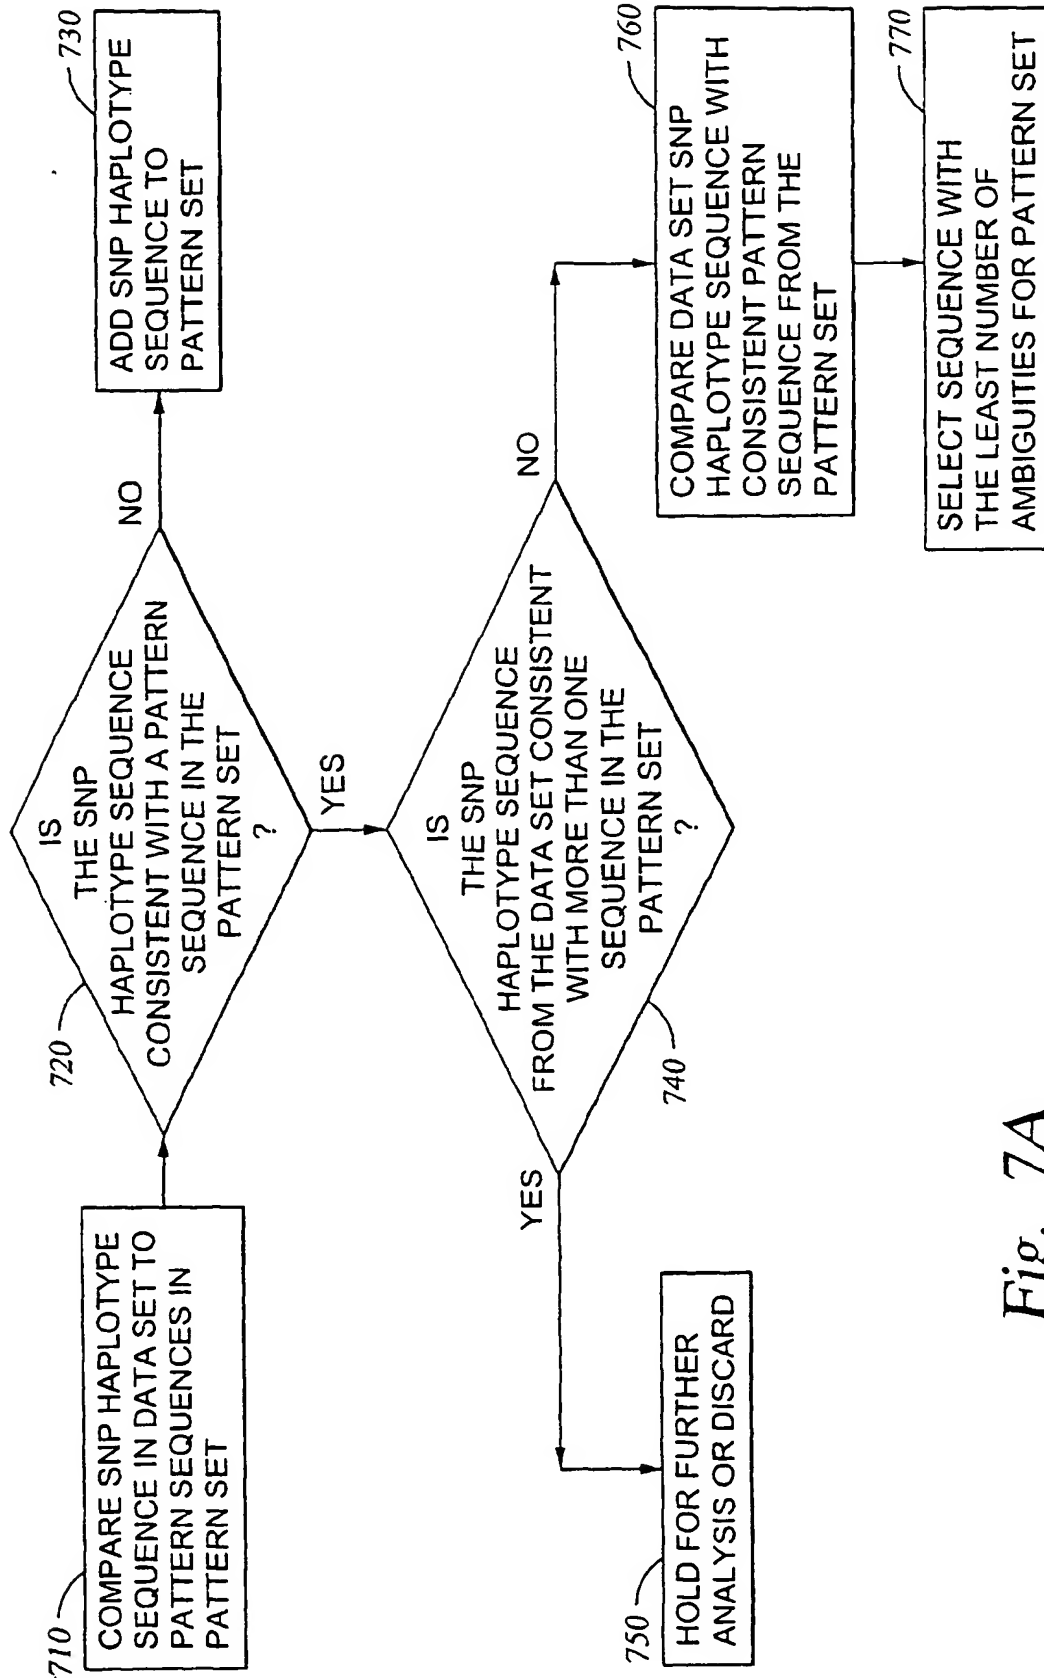 710
COMPARE SNP HAPLOTYPE
SEQUENCE IN DATA SET TO
PATTERN SEQUENCES IN
PATTERN SET
720
IS
THE SNP
HAPLOTYPE SEQUENCE
CONSISTENT WITH A PATTERN
SEQUENCE IN THE
PATTERN SET
?
NO
730
ADD SNP HAPLOTYPE
SEQUENCE TO
PATTERN SET
YES
IS
THE SNP
HAPLOTYPE SEQUENCE
FROM THE DATA SET CONSISTENT
WITH MORE THAN ONE
SEQUENCE IN THE
PATTERN SET
?
740
YES
750
HOLD FOR FURTHER
ANALYSIS OR DISCARD
NO
760
COMPARE DATA SET SNP
HAPLOTYPE SEQUENCE WITH
CONSISTENT PATTERN
SEQUENCE FROM THE
PATTERN SET
770
SELECT SEQUENCE WITH
THE LEAST NUMBER OF
AMBIGUITIES FOR PATTERN SET
Fig. 7A